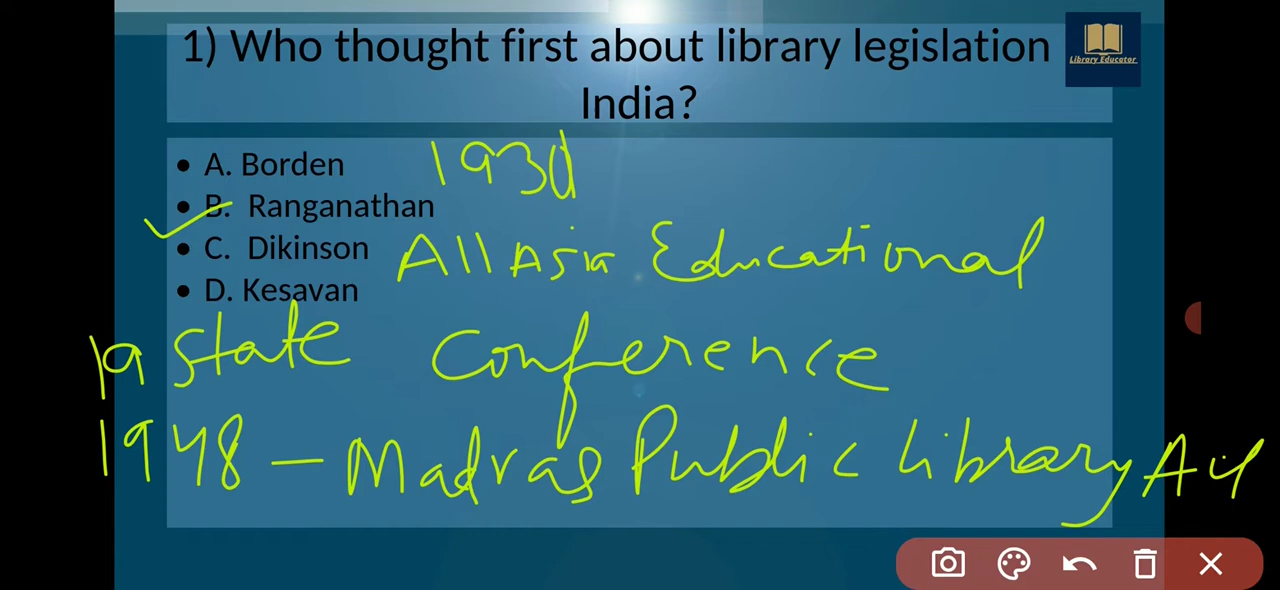 1) Who thought first about library legislation
India?
Library Educator
• A. Borden
1930
• B. Ranganathan
• C. Dikinson
All Asia Educational
• D. Kesavan
19 state
Conference
1948 – Madras Public Library